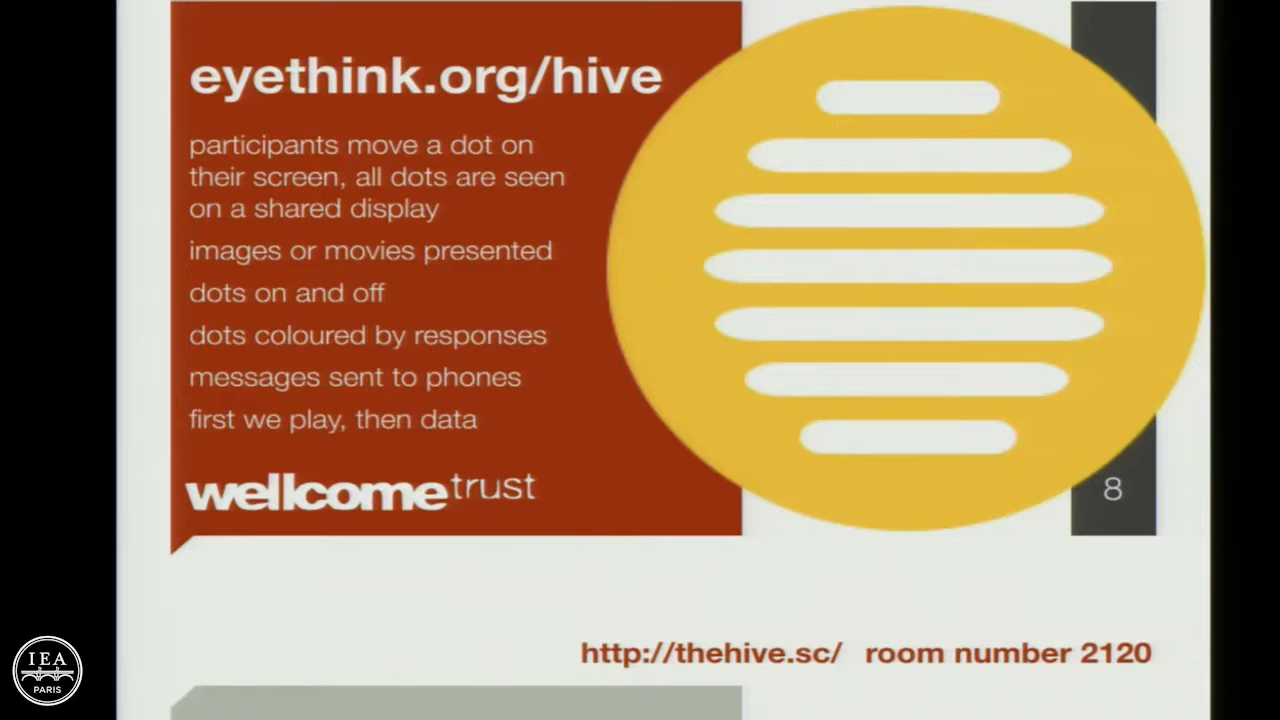 eyethink.org/hive
participants move a dot on
their screen, all dots are seen
on a shared display
images or movies presented
dots on and off
dots coloured by responses
messages sent to phones
first we play, then data
wellcometrust
8
http://thehive.sc/ room number 2120
IEA
PARIS